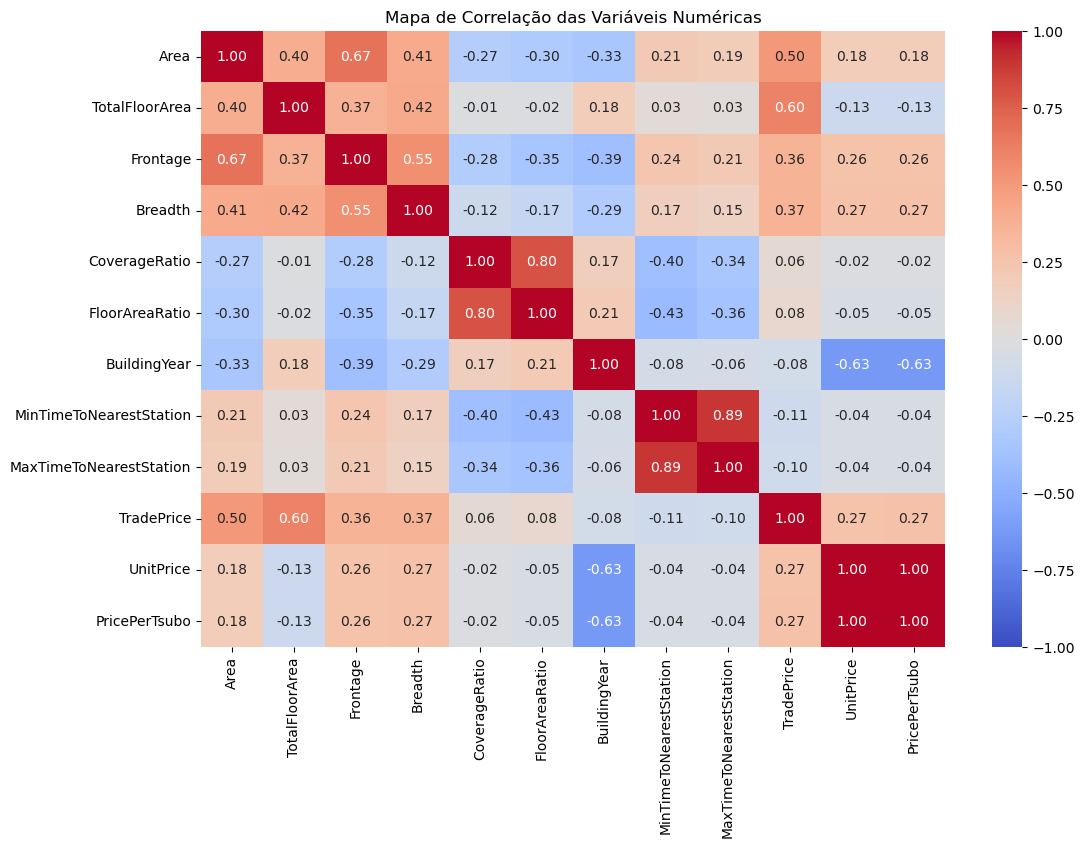 Mapa de Correlação das Variáveis Numéricas
Area 1.00 0.40 0.67 0.41 -0.27 -0.30 -0.33 0.21 0.19 0.50 0.18 0.18
TotalFloorArea 0.40 1.00 0.37 0.42 -0.01 -0.02 0.18 0.03 0.03 0.60 -0.13 -0.13
Frontage 0.67 0.37 1.00 0.55 -0.28 -0.35 -0.39 0.24 0.21 0.36 0.26 0.26
Breadth 0.41 0.42 0.55 1.00 -0.12 -0.17 -0.29 0.17 0.15 0.37 0.27 0.27
CoverageRatio -0.27 -0.01 -0.28 -0.12 1.00 0.80 0.17 -0.40 -0.34 0.06 -0.02 -0.02
FloorAreaRatio -0.30 -0.02 -0.35 -0.17 0.80 1.00 0.21 -0.43 -0.36 0.08 -0.05 -0.05
BuildingYear -0.33 0.18 -0.39 -0.29 0.17 0.21 1.00 -0.08 -0.06 -0.08 -0.63 -0.63
MinTimeToNearestStation 0.21 0.03 0.24 0.17 -0.40 -0.43 -0.08 1.00 0.89 -0.11 -0.04 -0.04
MaxTimeToNearestStation 0.19 0.03 0.21 0.15 -0.34 -0.36 -0.06 0.89 1.00 -0.10 -0.04 -0.04
TradePrice 0.50 0.60 0.36 0.37 0.06 0.08 -0.08 -0.11 -0.10 1.00 0.27 0.27
UnitPrice 0.18 -0.13 0.26 0.27 -0.02 -0.05 -0.63 -0.04 -0.04 0.27 1.00 1.00
PricePerTsubo 0.18 -0.13 0.26 0.27 -0.02 -0.05 -0.63 -0.04 -0.04 0.27 1.00 1.00
Area
TotalFloorArea
Frontage
Breadth
CoverageRatio
FloorAreaRatio
BuildingYear
MinTimeToNearestStation
MaxTimeToNearestStation
TradePrice
UnitPrice
PricePerTsubo
1.00
0.75
0.50
0.25
0.00
−0.25
−0.50
−0.75
−1.00